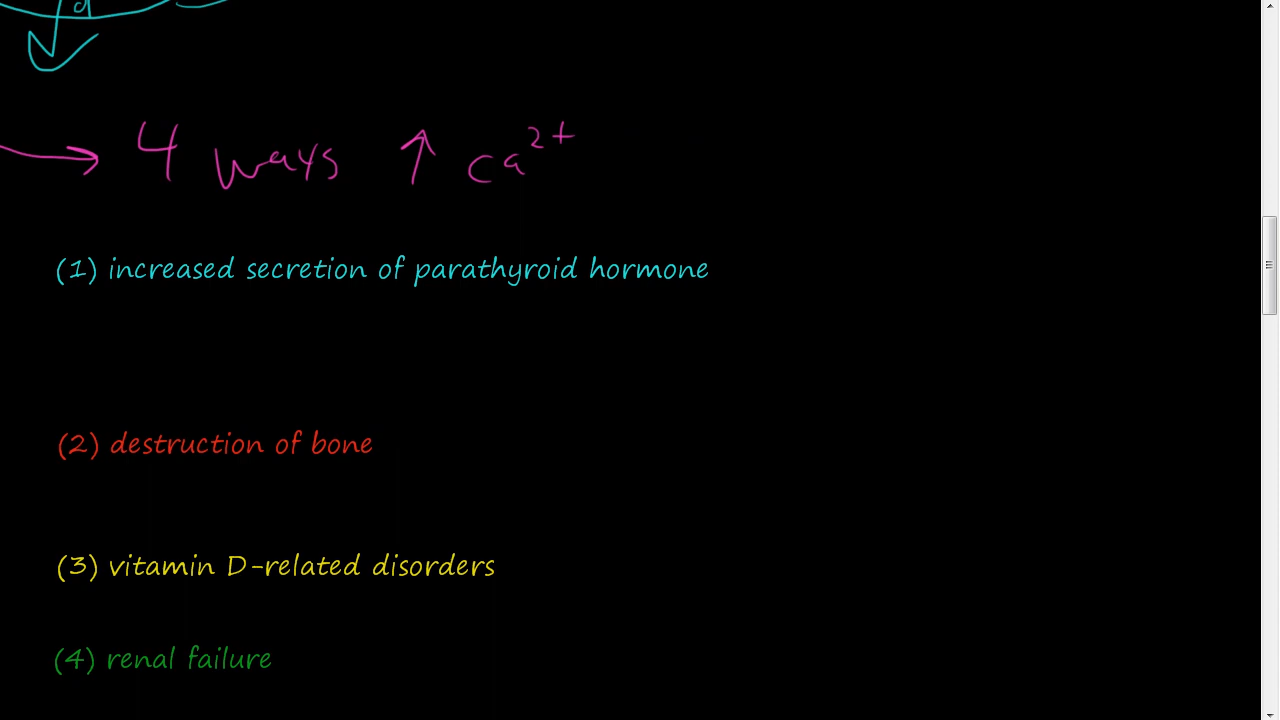 → 4 ways ↑ Ca²⁺
(1) increased secretion of parathyroid hormone
(2) destruction of bone
(3) vitamin D-related disorders
(4) renal failure